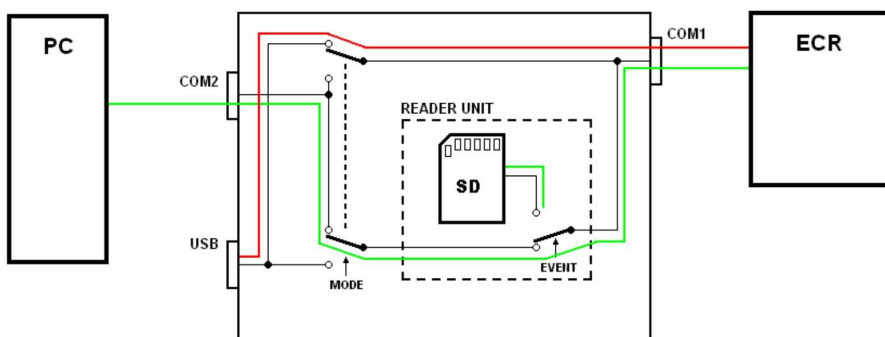 PC
COM1
ECR
COM2
READER UNIT
SD
USB
MODE
EVENT